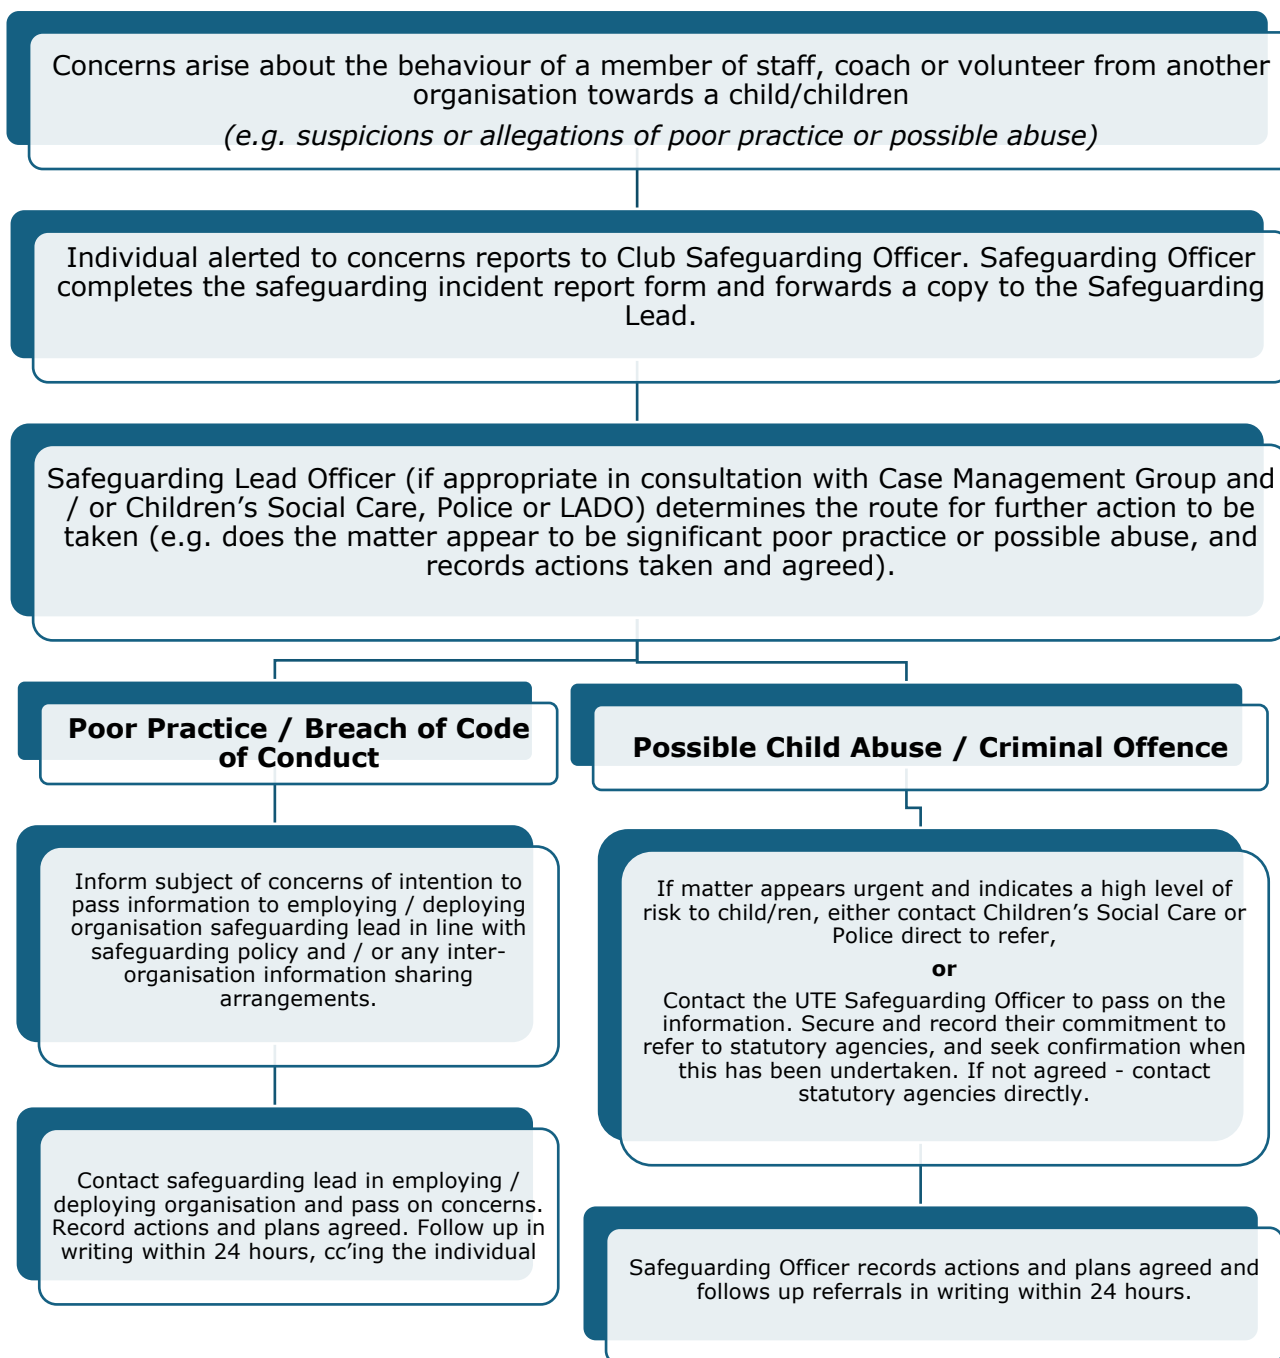 Concerns arise about the behaviour of a member of staff, coach or volunteer from another
organisation towards a child/children
(e.g. suspicions or allegations of poor practice or possible abuse)
Individual alerted to concerns reports to Club Safeguarding Officer. Safeguarding Officer
completes the safeguarding incident report form and forwards a copy to the Safeguarding
Lead.
Safeguarding Lead Officer (if appropriate in consultation with Case Management Group and
/ or Children’s Social Care, Police or LADO) determines the route for further action to be
taken (e.g. does the matter appear to be significant poor practice or possible abuse, and
records actions taken and agreed).
Poor Practice / Breach of Code
of Conduct
Inform subject of concerns of intention to
pass information to employing / deploying
organisation safeguarding lead in line with
safeguarding policy and / or any inter-
organisation information sharing
arrangements.
Contact safeguarding lead in employing /
deploying organisation and pass on concerns.
Record actions and plans agreed. Follow up in
writing within 24 hours, cc’ing the individual
Possible Child Abuse / Criminal Offence
If matter appears urgent and indicates a high level of
risk to child/ren, either contact Children’s Social Care or
Police direct to refer,
or
Contact the UTE Safeguarding Officer to pass on the
information. Secure and record their commitment to
refer to statutory agencies, and seek confirmation when
this has been undertaken. If not agreed - contact
statutory agencies directly.
Safeguarding Officer records actions and plans agreed and
follows up referrals in writing within 24 hours.